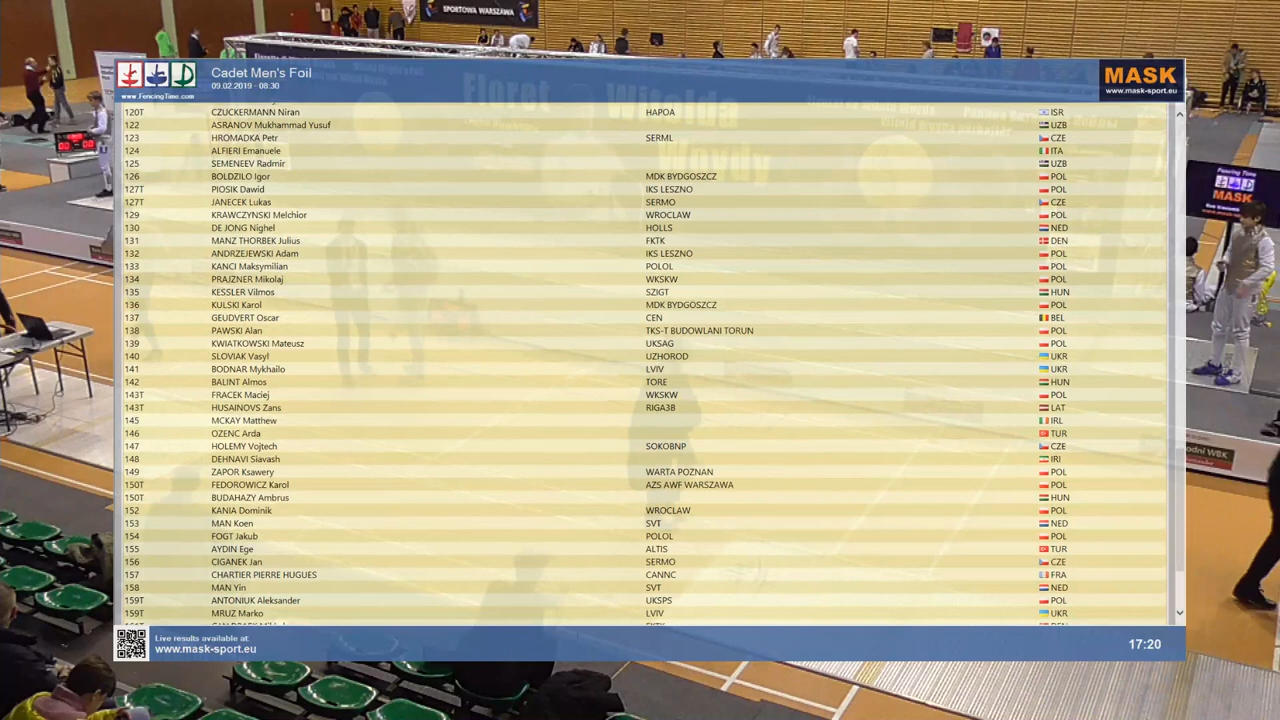 SPORTOWA WARSZAWA
Cadet Men's Foil
09.02.2019 - 08:30
www.FencingTime.com
MASK
www.mask-sport.eu
120T CZUCKERMANN Niran HAPOA ISR
122 ASRANOV Mukhammad Yusuf UZB
123 HROMADKA Petr SERML CZE
124 ALFIERI Emanuele ITA
125 SEMENEEV Radmir UZB
126 BOLDZILO Igor MDK BYDGOSZCZ POL
127T PIOSIK Dawid IKS LESZNO POL
127T JANECEK Lukas SERMO CZE
129 KRAWCZYNSKI Melchior WROCLAW POL
130 DE JONG Nighel HOLLS NED
131 MANZ THORBEK Julius FKTK DEN
132 ANDRZEJEWSKI Adam IKS LESZNO POL
133 KANCI Maksymilian POLOL POL
134 PRAJZNER Mikolaj WKSKW POL
135 KESSLER Vilmos SZIGT HUN
136 KULSKI Karol MDK BYDGOSZCZ POL
137 GEUDVERT Oscar CEN BEL
138 PAWSKI Alan TKS-T BUDOWLANI TORUN POL
139 KWIATKOWSKI Mateusz UKSAG POL
140 SLOVIAK Vasyl UZHOROD UKR
141 BODNAR Mykhailo LVIV UKR
142 BALINT Almos TORE HUN
143T FRACEK Maciej WKSKW POL
143T HUSAINOVS Zans RIGA3B LAT
145 MCKAY Matthew IRL
146 OZENC Arda TUR
147 HOLEMY Vojtech SOKOBNP CZE
148 DEHNAVI Siavash IRI
149 ZAPOR Ksawery WARTA POZNAN POL
150T FEDOROWICZ Karol AZS AWF WARSZAWA POL
150T BUDAHAZY Ambrus HUN
152 KANIA Dominik WROCLAW POL
153 MAN Koen SVT NED
154 FOGT Jakub POLOL POL
155 AYDIN Ege ALTIS TUR
156 CIGANEK Jan SERMO CZE
157 CHARTIER PIERRE HUGUES CANNC FRA
158 MAN Yin SVT NED
159T ANTONIUK Aleksander UKSPS POL
159T MRUZ Marko LVIV UKR
Live results available at:
www.mask-sport.eu
17:20
Fencing Time
MASK